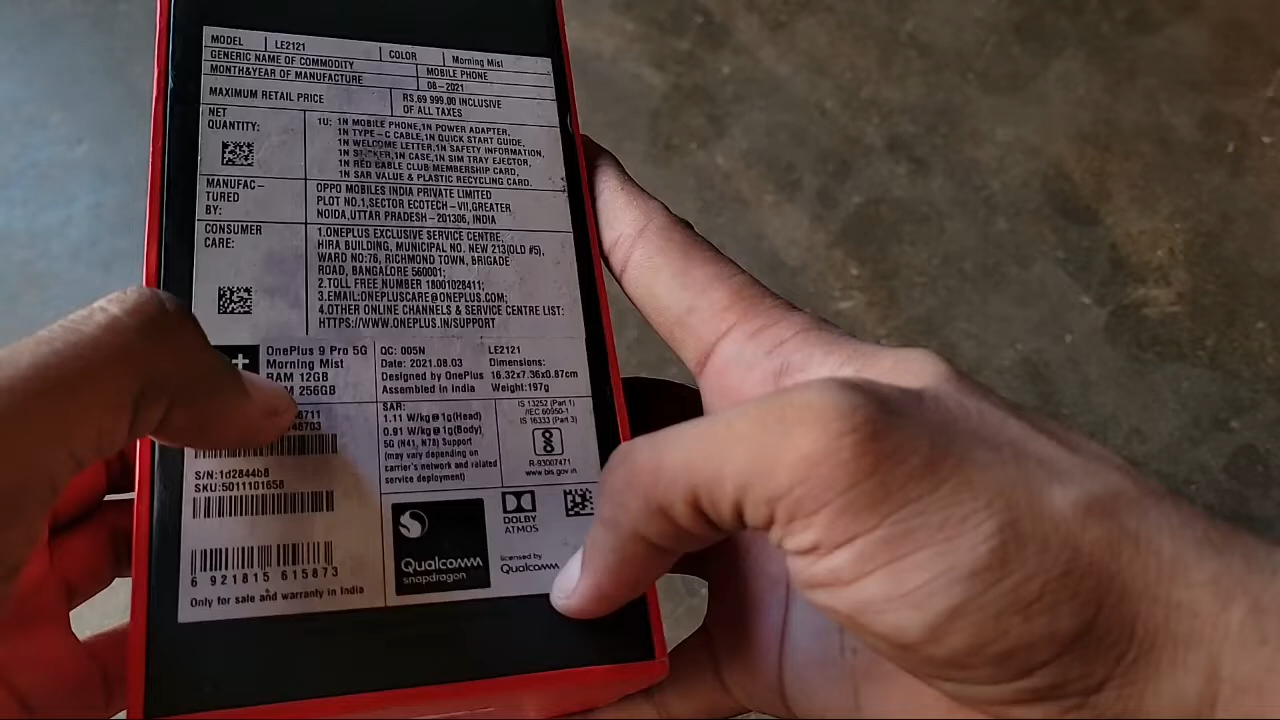 MODEL LE2121 COLOR Morning Mist
GENERIC NAME OF COMMODITY MOBILE PHONE
MONTH&YEAR OF MANUFACTURE 08-2021
MAXIMUM RETAIL PRICE RS.69 999.00 INCLUSIVE
OF ALL TAXES
NET
QUANTITY:
1U: 1N MOBILE PHONE,1N POWER ADAPTER,
1N TYPE-C CABLE,1N QUICK START GUIDE,
1N WELCOME LETTER,1N SAFETY INFORMATION,
1N STICKER,1N CASE,1N SIM TRAY EJECTOR,
1N RED CABLE CLUB MEMBERSHIP CARD,
1N SAR VALUE & PLASTIC RECYCLING CARD.
MANUFAC-
TURED
BY:
OPPO MOBILES INDIA PRIVATE LIMITED
PLOT NO.1,SECTOR ECOTECH-VII,GREATER
NOIDA,UTTAR PRADESH-201306, INDIA
CONSUMER
CARE:
1.ONEPLUS EXCLUSIVE SERVICE CENTRE,
HIRA BUILDING, MUNICIPAL NO. NEW 213(OLD #5),
WARD NO:76, RICHMOND TOWN, BRIGADE
ROAD, BANGALORE 560001;
2.TOLL FREE NUMBER 18001028411;
3.EMAIL:ONEPLUSCARE@ONEPLUS.COM;
4.OTHER ONLINE CHANNELS & SERVICE CENTRE LIST:
HTTPS://WWW.ONEPLUS.IN/SUPPORT
OnePlus 9 Pro 5G
Morning Mist
RAM 12GB
256GB
6711
48703
S/N:1d2844b8
SKU:5011101658
6 921815 615873
Only for sale and warranty in India
QC: 005N LE2121
Date: 2021.08.03 Dimensions:
Designed by OnePlus 16.32x7.36x0.87cm
Assembled in India Weight:197g
SAR:
1.11 W/kg@1g(Head)
0.91 W/kg@1g(Body)
5G (N41, N78) Support
(may vary depending on
carrier's network and related
service deployment)
IS 13252 (Part 1)
/IEC 60950-1
IS 16333 (Part 3)
R-93007471
www.bis.gov.in
Qualcomm
snapdragon
DOLBY
ATMOS
licensed by
Qualcomm